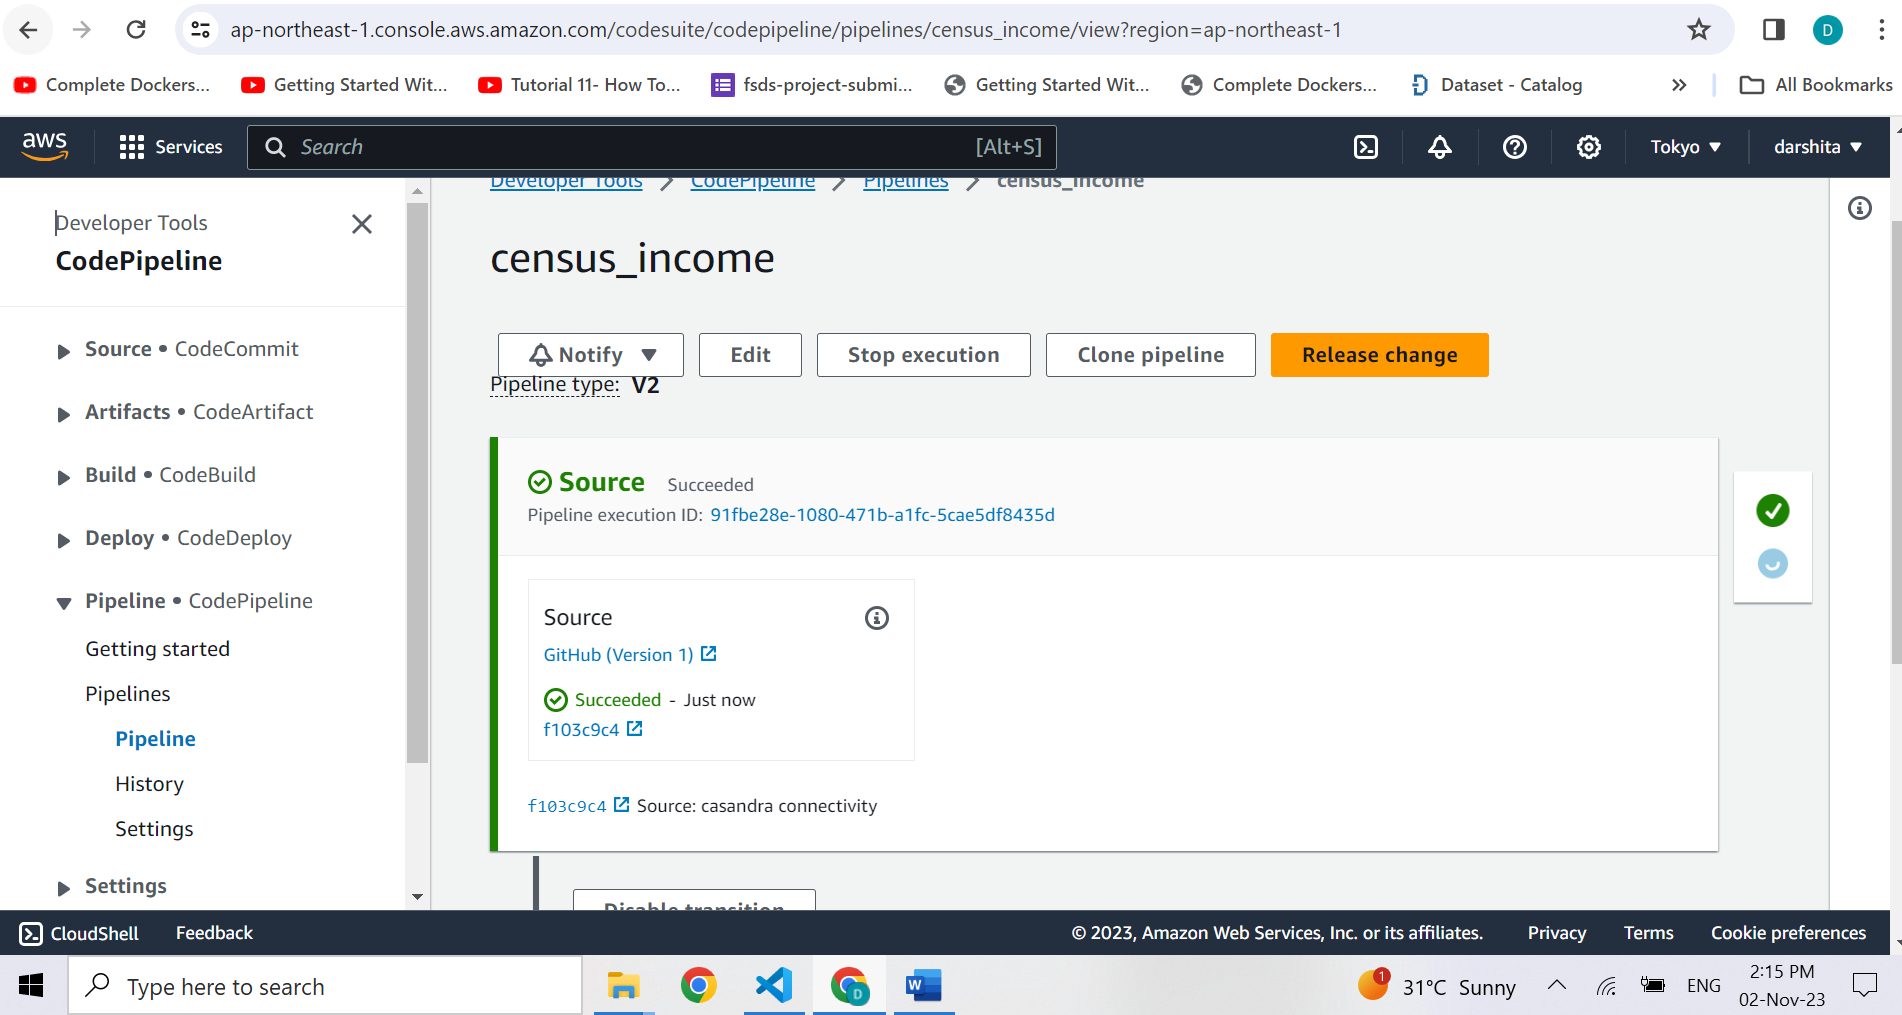 ap-northeast-1.console.aws.amazon.com/codesuite/codepipeline/pipelines/census_income/view?region=ap-northeast-1
D
Complete Dockers... Getting Started Wit... Tutorial 11- How To... fsds-project-submi... Getting Started Wit... Complete Dockers... Dataset - Catalog » All Bookmarks
aws Services Search [Alt+S] Tokyo darshita
Developer Tools CodePipeline Pipelines census_income
Developer Tools
CodePipeline
Source • CodeCommit
Artifacts • CodeArtifact
Build • CodeBuild
Deploy • CodeDeploy
Pipeline • CodePipeline
Getting started
Pipelines
Pipeline
History
Settings
Settings
census_income
Notify Edit Stop execution Clone pipeline Release change
Pipeline type: V2
Source Succeeded
Pipeline execution ID: 91fbe28e-1080-471b-a1fc-5cae5df8435d
Source
GitHub (Version 1)
Succeeded - Just now
f103c9c4
f103c9c4 Source: casandra connectivity
Disable transition
CloudShell Feedback © 2023, Amazon Web Services, Inc. or its affiliates. Privacy Terms Cookie preferences
Type here to search
D
W
1
31°C Sunny
ENG
2:15 PM
02-Nov-23